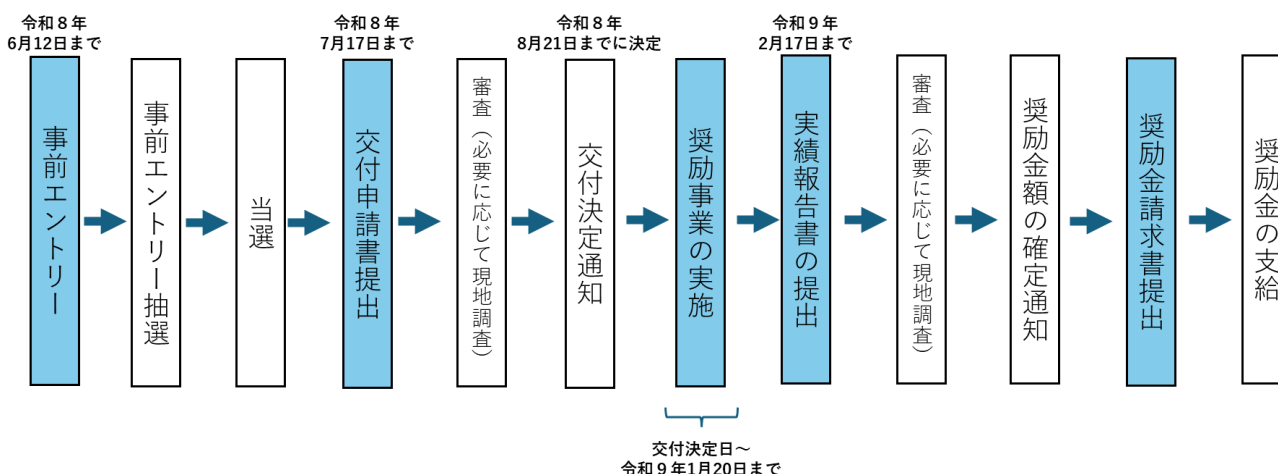 令和８年
6月12日まで
令和８年
7月17日まで
令和８年
8月21日までに決定
令和９年
2月17日まで
事前エントリー
事前エントリー抽選
当選
交付申請書提出
審査（必要に応じて現地調査）
交付決定通知
奨励事業の実施
実績報告書の提出
審査（必要に応じて現地調査）
奨励金額の確定通知
奨励金請求書提出
奨励金の支給
交付決定日～
令和９年1月20日まで